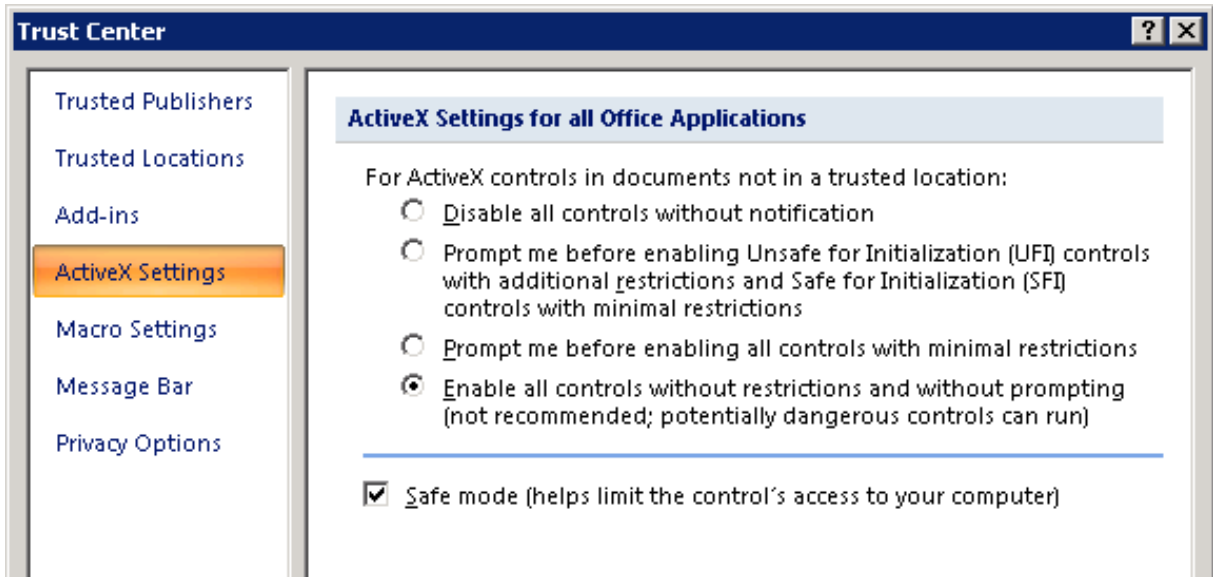 Trust Center
Trusted Publishers
Trusted Locations
Add-ins
ActiveX Settings
Macro Settings
Message Bar
Privacy Options
ActiveX Settings for all Office Applications
For ActiveX controls in documents not in a trusted location:
Disable all controls without notification
Prompt me before enabling Unsafe for Initialization (UFI) controls
with additional restrictions and Safe for Initialization (SFI)
controls with minimal restrictions
Prompt me before enabling all controls with minimal restrictions
Enable all controls without restrictions and without prompting
(not recommended; potentially dangerous controls can run)
Safe mode (helps limit the control's access to your computer)